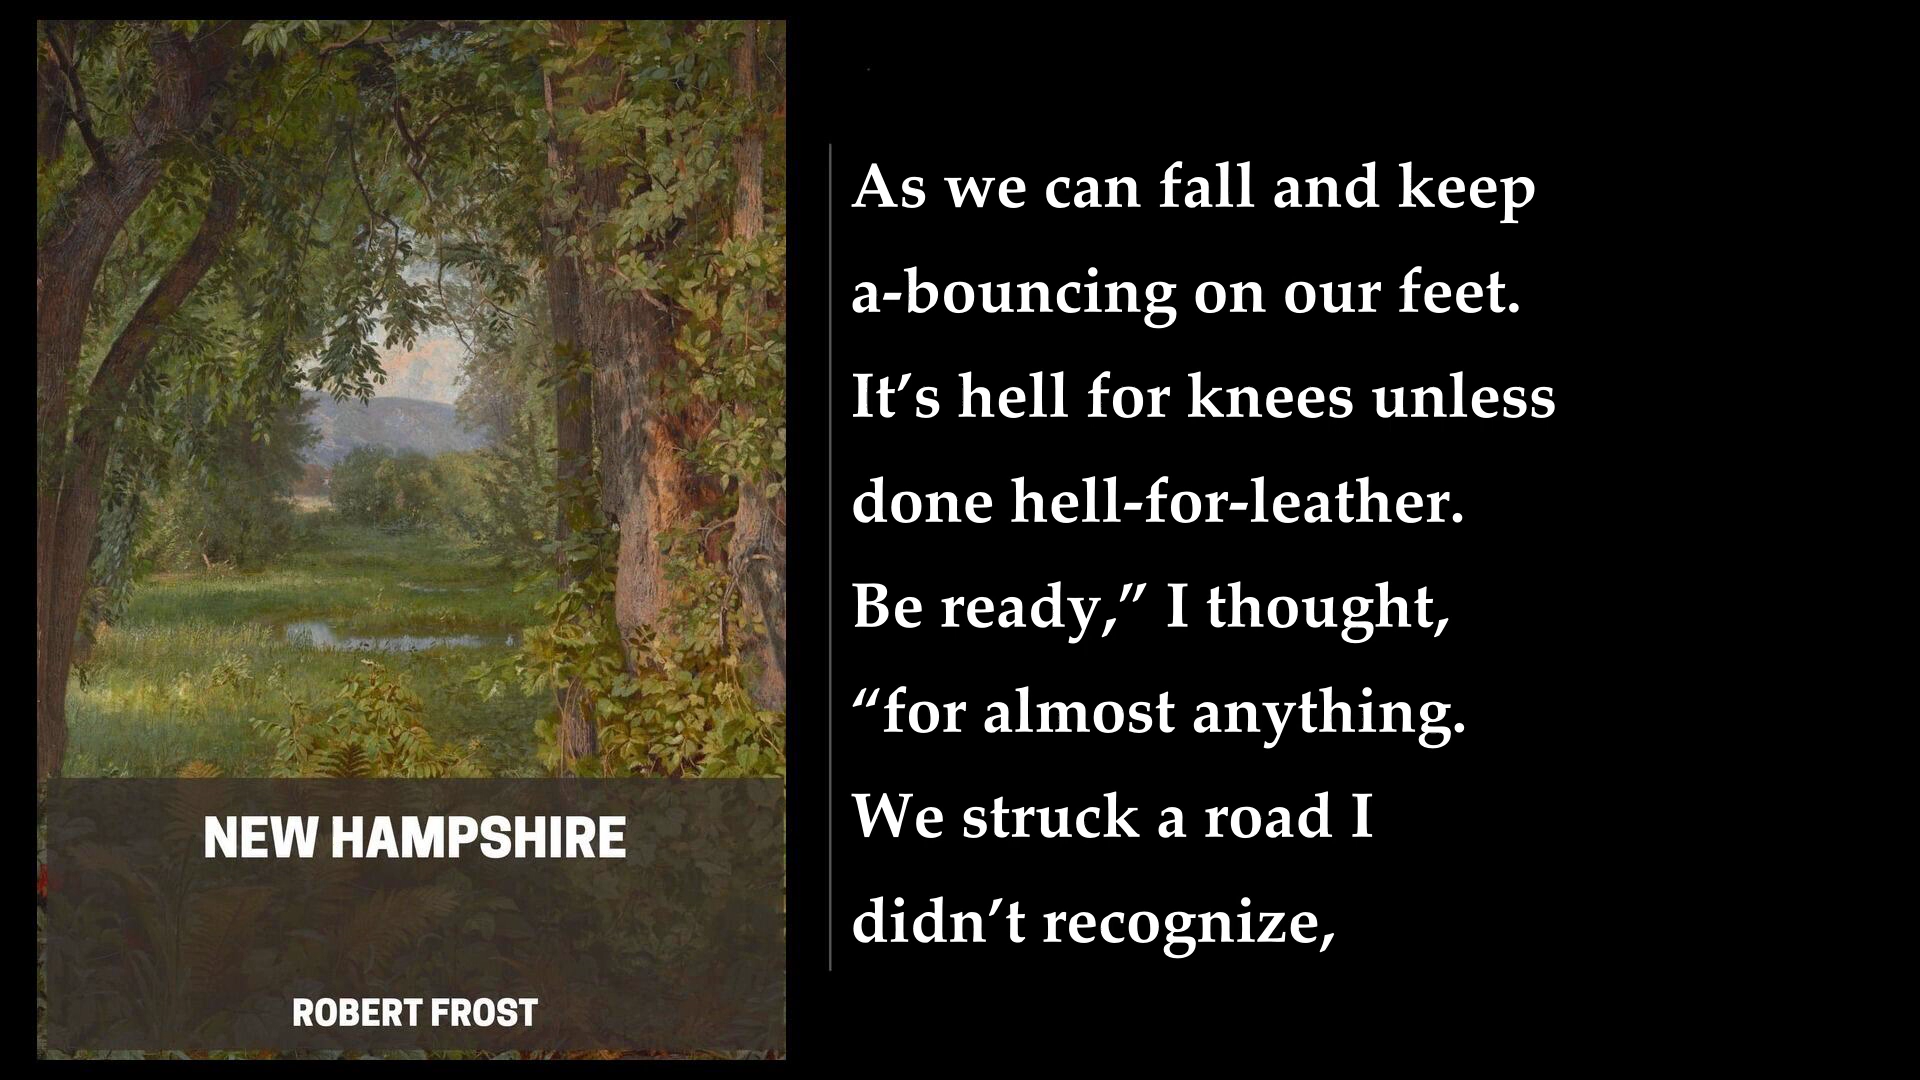 NEW HAMPSHIRE
ROBERT FROST
As we can fall and keep
a-bouncing on our feet.
It’s hell for knees unless
done hell-for-leather.
Be ready,” I thought,
“for almost anything.
We struck a road I
didn’t recognize,